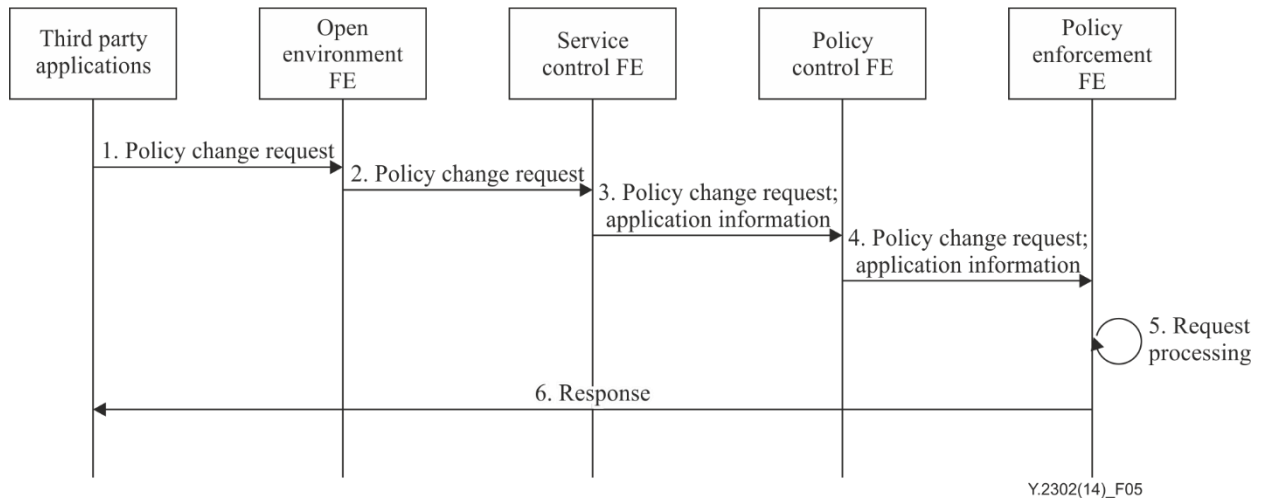 Third party
applications
Open
environment
FE
Service
control FE
Policy
control FE
Policy
enforcement
FE
1. Policy change request
2. Policy change request
3. Policy change request;
application information
4. Policy change request;
application information
5. Request
processing
6. Response
Y.2302(14)_F05